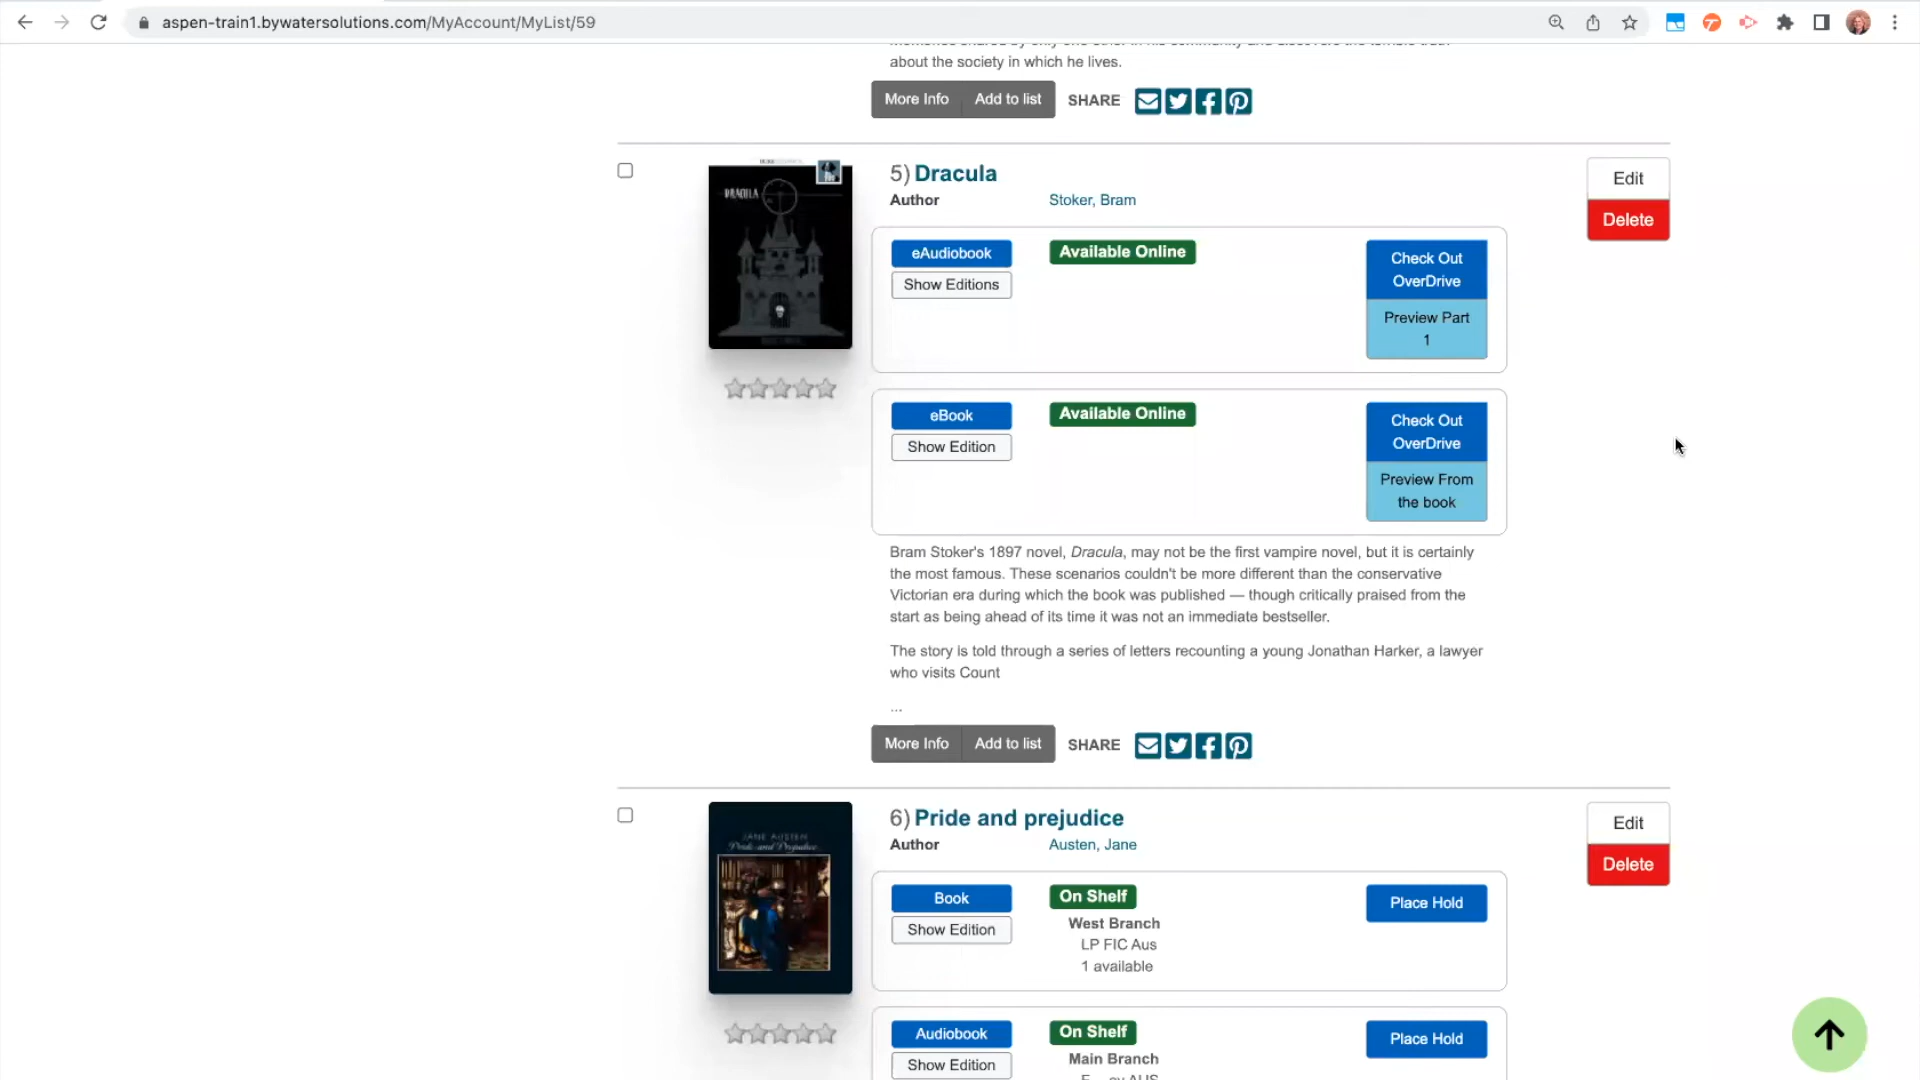 aspen-train1.bywatersolutions.com/MyAccount/MyList/59
about the society in which he lives.
More Info Add to list SHARE
5) Dracula
Author Stoker, Bram
Edit
Delete
DRACULA
eAudiobook
Show Editions
Available Online
Check Out
OverDrive
Preview Part
1
eBook
Show Edition
Available Online
Check Out
OverDrive
Preview From
the book
Bram Stoker's 1897 novel, Dracula, may not be the first vampire novel, but it is certainly
the most famous. These scenarios couldn't be more different than the conservative
Victorian era during which the book was published — though critically praised from the
start as being ahead of its time it was not an immediate bestseller.
The story is told through a series of letters recounting a young Jonathan Harker, a lawyer
who visits Count
...
More Info Add to list SHARE
6) Pride and prejudice
Author Austen, Jane
Edit
Delete
JANE AUSTEN
Pride and Prejudice
Book
Show Edition
On Shelf
West Branch
LP FIC Aus
1 available
Place Hold
Audiobook
Show Edition
On Shelf
Main Branch
Place Hold